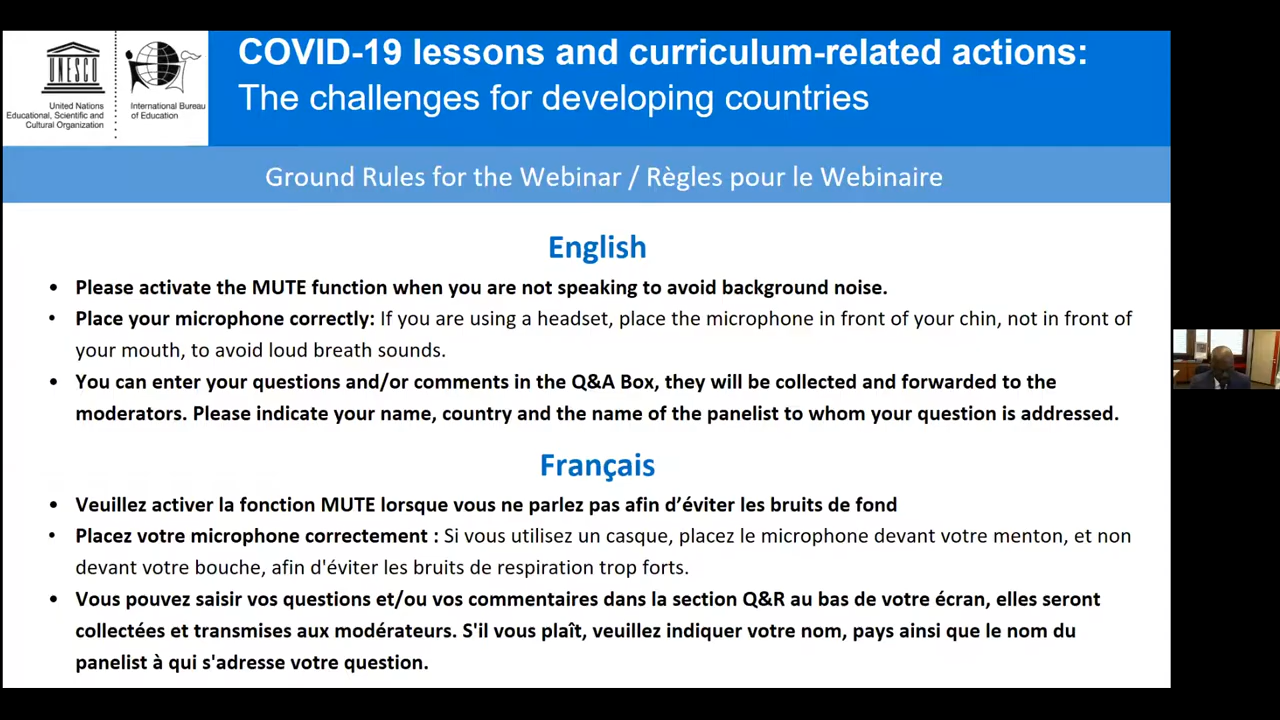 COVID-19 lessons and curriculum-related actions:
The challenges for developing countries
UNESCO
United Nations
Educational, Scientific and
Cultural Organization
International Bureau
of Education
Ground Rules for the Webinar / Règles pour le Webinaire
English
• Please activate the MUTE function when you are not speaking to avoid background noise.
• Place your microphone correctly: If you are using a headset, place the microphone in front of your chin, not in front of
your mouth, to avoid loud breath sounds.
• You can enter your questions and/or comments in the Q&A Box, they will be collected and forwarded to the
moderators. Please indicate your name, country and the name of the panelist to whom your question is addressed.
Français
• Veuillez activer la fonction MUTE lorsque vous ne parlez pas afin d’éviter les bruits de fond
• Placez votre microphone correctement : Si vous utilisez un casque, placez le microphone devant votre menton, et non
devant votre bouche, afin d'éviter les bruits de respiration trop forts.
• Vous pouvez saisir vos questions et/ou vos commentaires dans la section Q&R au bas de votre écran, elles seront
collectées et transmises aux modérateurs. S'il vous plaît, veuillez indiquer votre nom, pays ainsi que le nom du
panelist à qui s'adresse votre question.